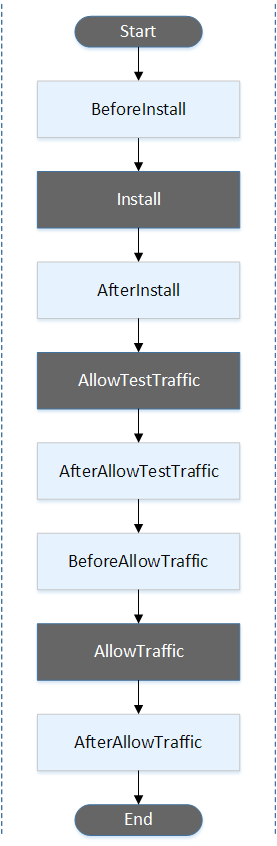 Start
BeforeInstall
Install
AfterInstall
AllowTestTraffic
AfterAllowTestTraffic
BeforeAllowTraffic
AllowTraffic
AfterAllowTraffic
End